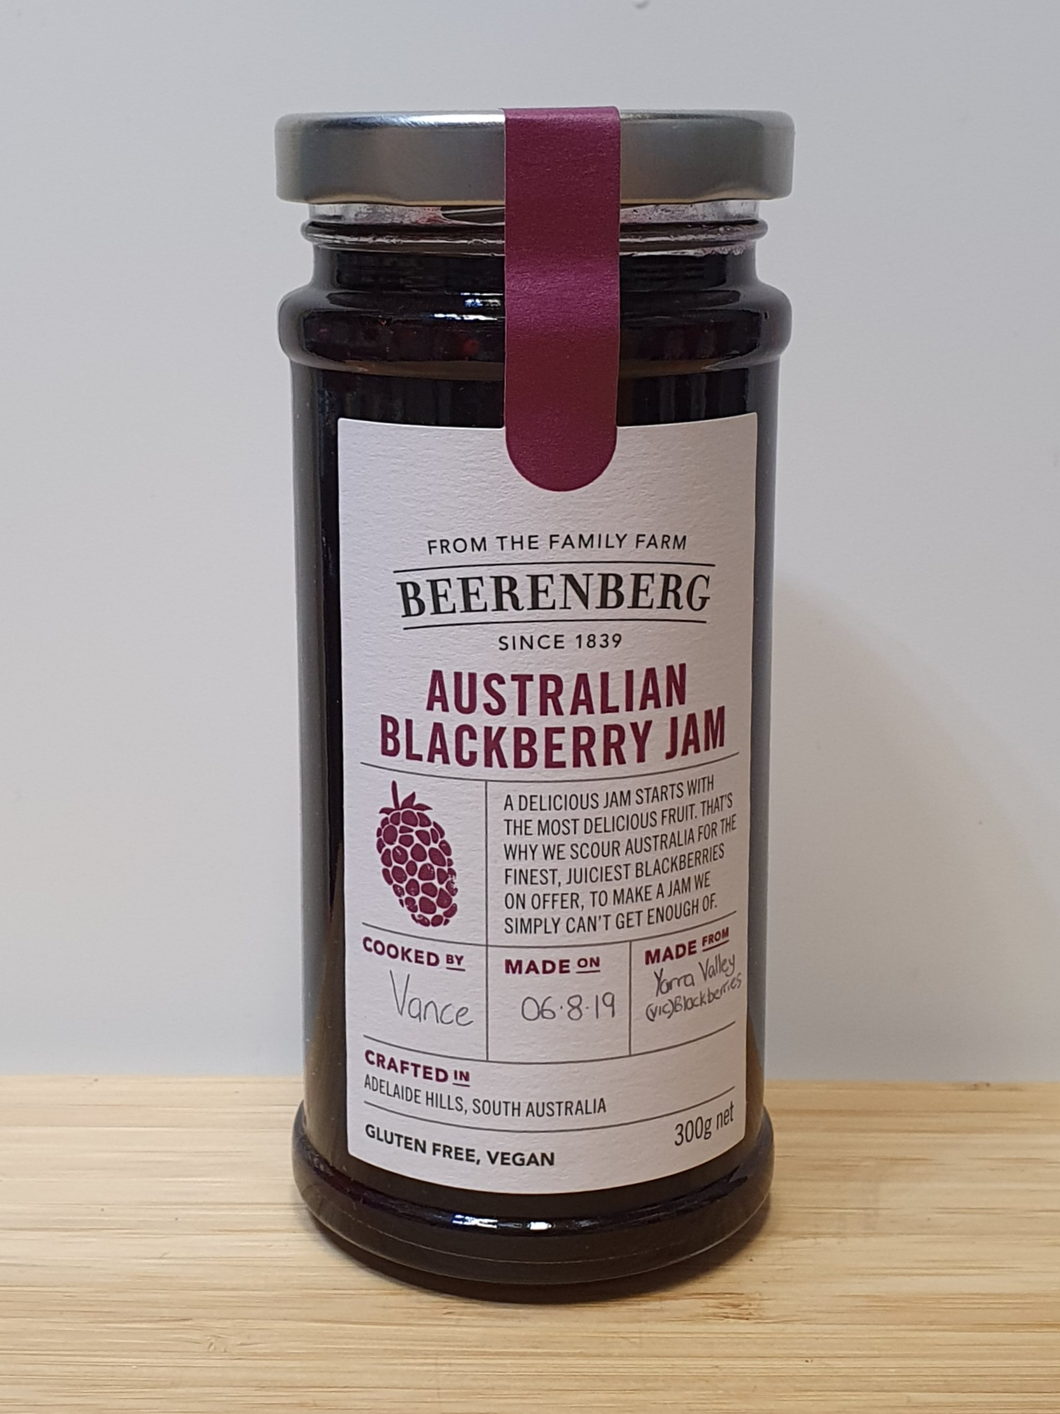 FROM THE FAMILY FARM
BEERENBERG
SINCE 1839
AUSTRALIAN
BLACKBERRY JAM
A DELICIOUS JAM STARTS WITH
THE MOST DELICIOUS FRUIT. THAT'S
WHY WE SCOUR AUSTRALIA FOR THE
FINEST, JUICIEST BLACKBERRIES
ON OFFER, TO MAKE A JAM WE
SIMPLY CAN'T GET ENOUGH OF.
COOKED BY
Vance
MADE ON
06·8·19
MADE FROM
Yarra Valley
(VIC) Blackberries
CRAFTED IN
ADELAIDE HILLS, SOUTH AUSTRALIA
GLUTEN FREE, VEGAN
300g net